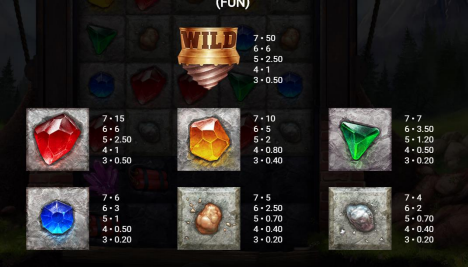 (FUN)
WILD
7 • 50
6 • 6
5 • 2.50
4 • 1
3 • 0.50
7 • 15
6 • 6
5 • 2.50
4 • 1
3 • 0.50
7 • 10
6 • 5
5 • 2
4 • 0.80
3 • 0.40
7 • 7
6 • 3.50
5 • 1.20
4 • 0.50
3 • 0.20
7 • 6
6 • 3
5 • 1
4 • 0.50
3 • 0.20
7 • 5
6 • 2.50
5 • 0.70
4 • 0.40
3 • 0.20
7 • 4
6 • 2
5 • 0.70
4 • 0.40
3 • 0.20